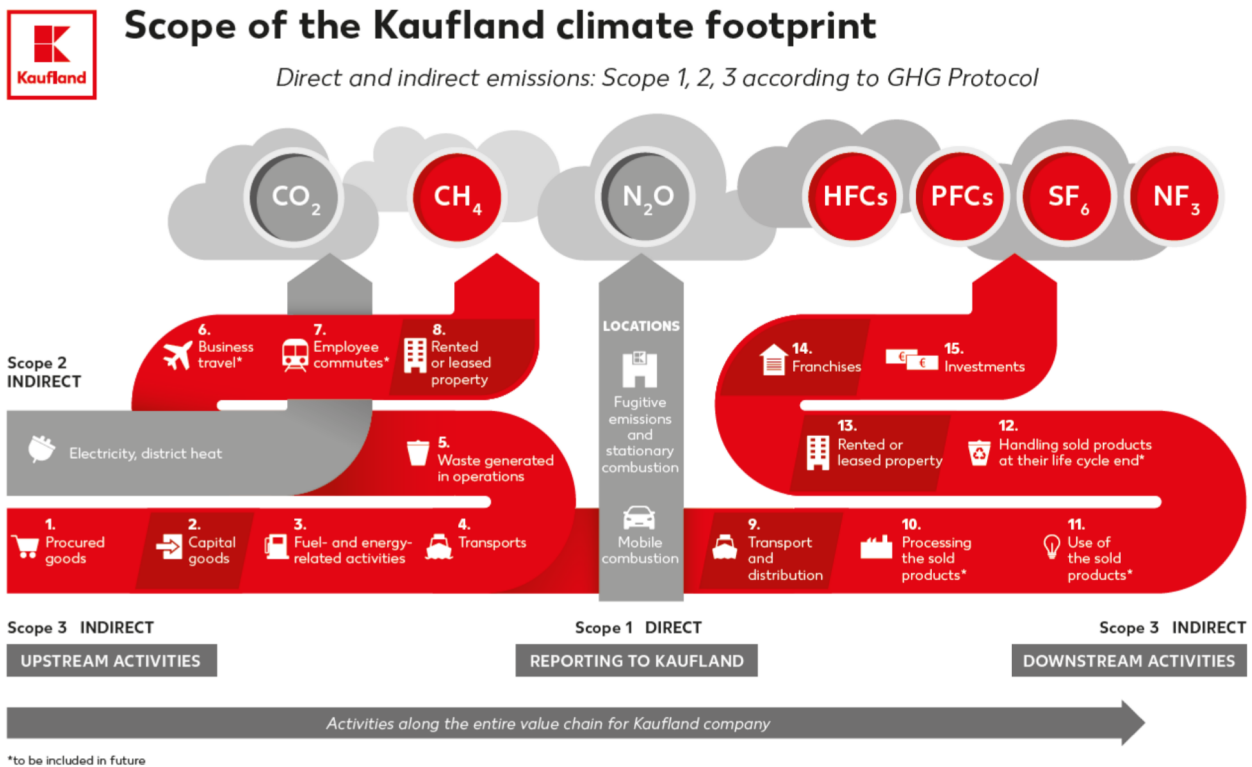 Kaufland
Scope of the Kaufland climate footprint
Direct and indirect emissions: Scope 1, 2, 3 according to GHG Protocol
CO₂
CH₄
N₂O
HFCs
PFCs
SF₆
NF₃
6.
Business
travel*
7.
Employee
commutes*
8.
Rented
or leased
property
LOCATIONS
K
Fugitive
emissions
and
stationary
combustion
Mobile
combustion
14.
Franchises
€
€
15.
Investments
Scope 2
INDIRECT
Electricity, district heat
5.
Waste generated
in operations
13.
Rented or
leased property
12.
Handling sold products
at their life cycle end*
1.
Procured
goods
2.
Capital
goods
3.
Fuel- and energy-
related activities
4.
Transports
9.
Transport
and
distribution
10.
Processing
the sold
products*
11.
Use of
the sold
products*
Scope 3 INDIRECT
UPSTREAM ACTIVITIES
Scope 1 DIRECT
REPORTING TO KAUFLAND
Scope 3 INDIRECT
DOWNSTREAM ACTIVITIES
Activities along the entire value chain for Kaufland company
*to be included in future